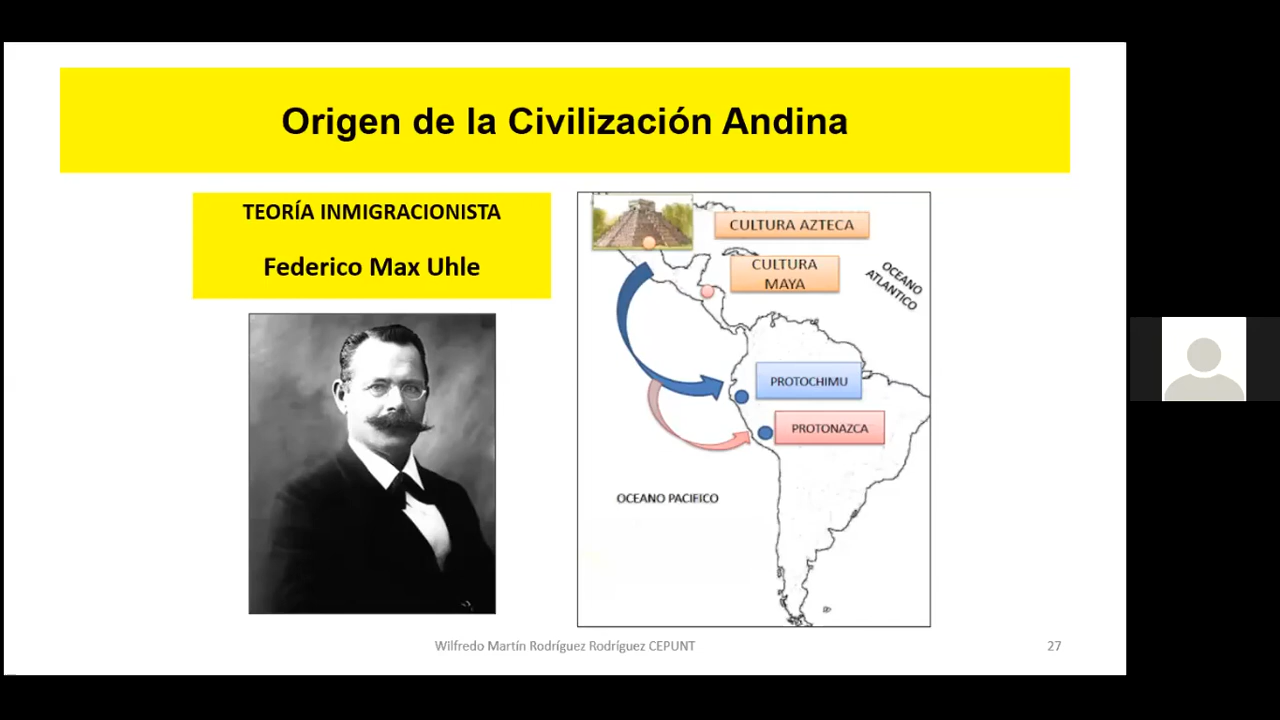 Origen de la Civilización Andina
TEORÍA INMIGRACIONISTA
Federico Max Uhle
CULTURA AZTECA
CULTURA
MAYA
OCEANO
ATLANTICO
PROTOCHIMU
PROTONAZCA
OCEANO PACIFICO
Wilfredo Martín Rodríguez Rodríguez CEPUNT
27